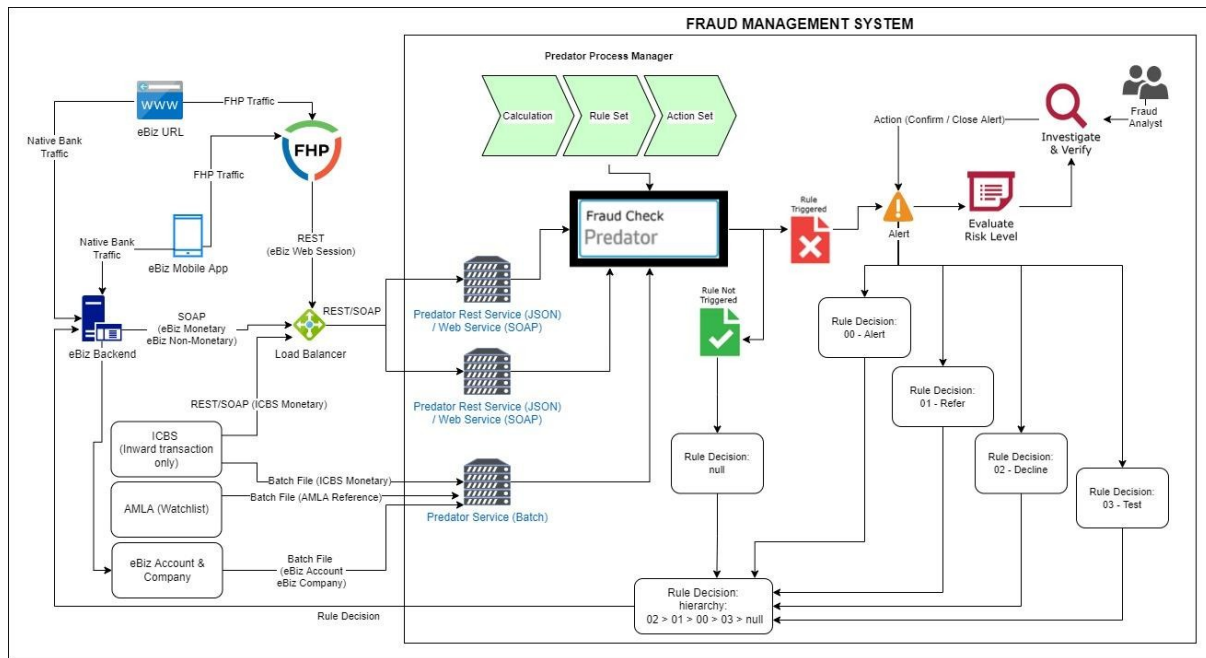 FRAUD MANAGEMENT SYSTEM
Predator Process Manager
Calculation
Rule Set
Action Set
WWW
eBiz URL
FHP Traffic
Native Bank
Traffic
FHP
FHP Traffic
Native Bank
Traffic
eBiz Mobile App
REST
(eBiz Web Session)
eBiz Backend
SOAP
(eBiz Monetary
eBiz Non-Monetary)
Load Balancer
REST/SOAP
REST/SOAP (ICBS Monetary)
ICBS
(Inward transaction
only)
Batch File (ICBS Monetary)
AMLA (Watchlist)
Batch File (AMLA Reference)
eBiz Account &
Company
Batch File
(eBiz Account
eBiz Company)
Predator Rest Service (JSON)
/ Web Service (SOAP)
Predator Rest Service (JSON)
/ Web Service (SOAP)
Predator Service (Batch)
Fraud Check
Predator
Rule
Triggered
Rule Not
Triggered
Action (Confirm / Close Alert)
Alert
Evaluate
Risk Level
Investigate
& Verify
Fraud
Analyst
Rule Decision:
00 - Alert
Rule Decision:
01 - Refer
Rule Decision:
02 - Decline
Rule Decision:
03 - Test
Rule Decision:
null
Rule Decision:
hierarchy:
02 > 01 > 00 > 03 > null
Rule Decision